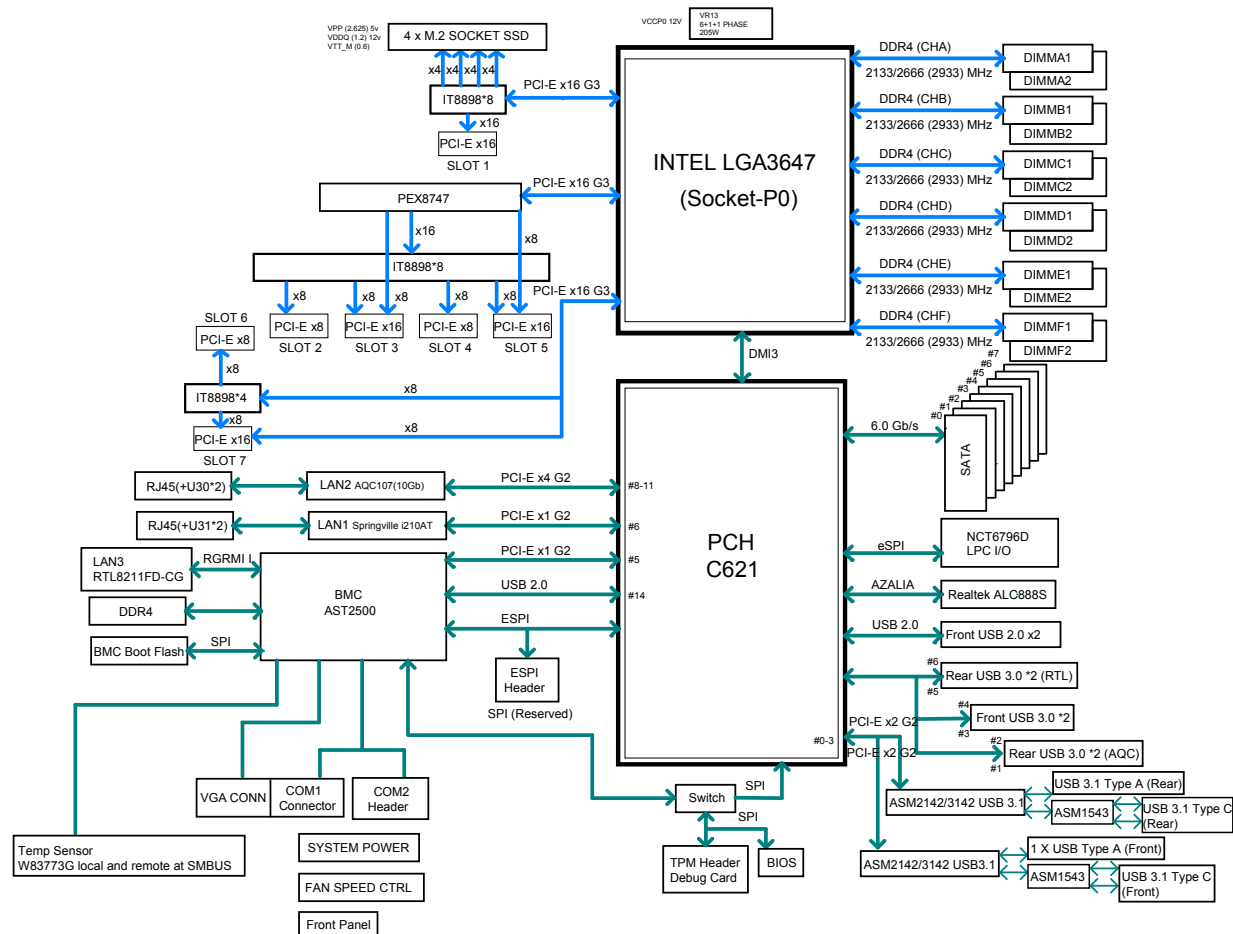 VPP (2.625) 5v
VDDQ (1.2) 12v
VTT_M (0.6)
4 x M.2 SOCKET SSD
x4 x4 x4 x4
IT8898*8
PCI-E x16 G3
x16
PCI-E x16
SLOT 1
VCCP0 12V
VR13
6+1+1 PHASE
205W
INTEL LGA3647
(Socket-P0)
DDR4 (CHA)
2133/2666 (2933) MHz
DIMMA1
DIMMA2
DDR4 (CHB)
2133/2666 (2933) MHz
DIMMB1
DIMMB2
DDR4 (CHC)
2133/2666 (2933) MHz
DIMMC1
DIMMC2
DDR4 (CHD)
2133/2666 (2933) MHz
DIMMD1
DIMMD2
DDR4 (CHE)
2133/2666 (2933) MHz
DIMME1
DIMME2
DDR4 (CHF)
2133/2666 (2933) MHz
DIMMF1
DIMMF2
PEX8747
PCI-E x16 G3
x16
x8
IT8898*8
PCI-E x16 G3
x8
x8
x8
x8
x8
x8
PCI-E x8
PCI-E x16
PCI-E x8
PCI-E x16
SLOT 2
SLOT 3
SLOT 4
SLOT 5
SLOT 6
PCI-E x8
x8
IT8898*4
x8
x8
PCI-E x16
x8
SLOT 7
DMI3
PCH
C621
#0
#1
#2
#3
#4
#5
#6
#7
6.0 Gb/s
SATA
RJ45(+U30*2)
LAN2 AQC107(10Gb)
PCI-E x4 G2
#8-11
RJ45(+U31*2)
LAN1 Springville i210AT
PCI-E x1 G2
#6
LAN3
RTL8211FD-CG
RGRMI I
BMC
AST2500
PCI-E x1 G2
#5
DDR4
USB 2.0
#14
BMC Boot Flash
SPI
ESPI
ESPI
Header
SPI (Reserved)
eSPI
NCT6796D
LPC I/O
AZALIA
Realtek ALC888S
USB 2.0
Front USB 2.0 x2
#6
#5
Rear USB 3.0 *2 (RTL)
#4
#3
Front USB 3.0 *2
#2
#1
Rear USB 3.0 *2 (AQC)
#0-3
PCI-E x2 G2
PCI-E x2 G2
ASM2142/3142 USB 3.1
USB 3.1 Type A (Rear)
ASM1543
USB 3.1 Type C
(Rear)
ASM2142/3142 USB3.1
1 X USB Type A (Front)
ASM1543
USB 3.1 Type C
(Front)
VGA CONN
COM1
Connector
COM2
Header
Switch
SPI
SPI
TPM Header
Debug Card
BIOS
Temp Sensor
W83773G local and remote at SMBUS
SYSTEM POWER
FAN SPEED CTRL
Front Panel